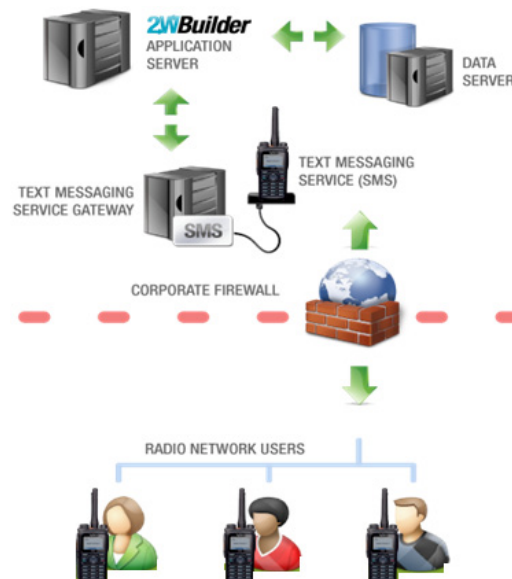 2WBuilder
APPLICATION
SERVER
DATA
SERVER
TEXT MESSAGING
SERVICE (SMS)
TEXT MESSAGING
SERVICE GATEWAY
SMS
CORPORATE FIREWALL
RADIO NETWORK USERS